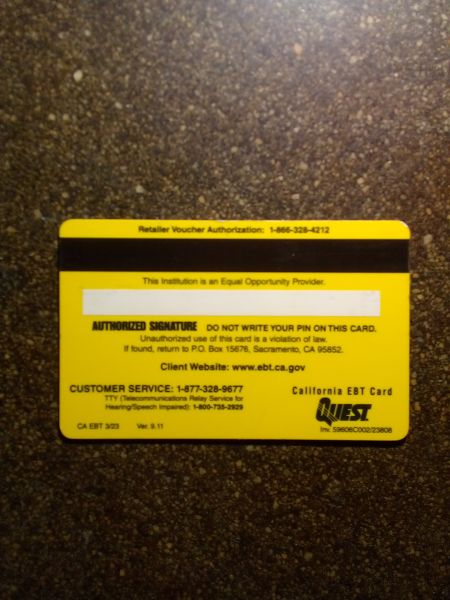 Retailer Voucher Authorization: 1-866-328-4212
This Institution is an Equal Opportunity Provider.
AUTHORIZED SIGNATURE DO NOT WRITE YOUR PIN ON THIS CARD.
Unauthorized use of this card is a violation of law.
If found, return to P.O. Box 15676, Sacramento, CA 95852.
Client Website: www.ebt.ca.gov
CUSTOMER SERVICE: 1-877-328-9677
TTY (Telecommunications Relay Service for
Hearing/Speech Impaired): 1-800-735-2929
CA EBT 3/23 Ver. 9.11
California EBT Card
QUEST
Inv. 59606C002/23808